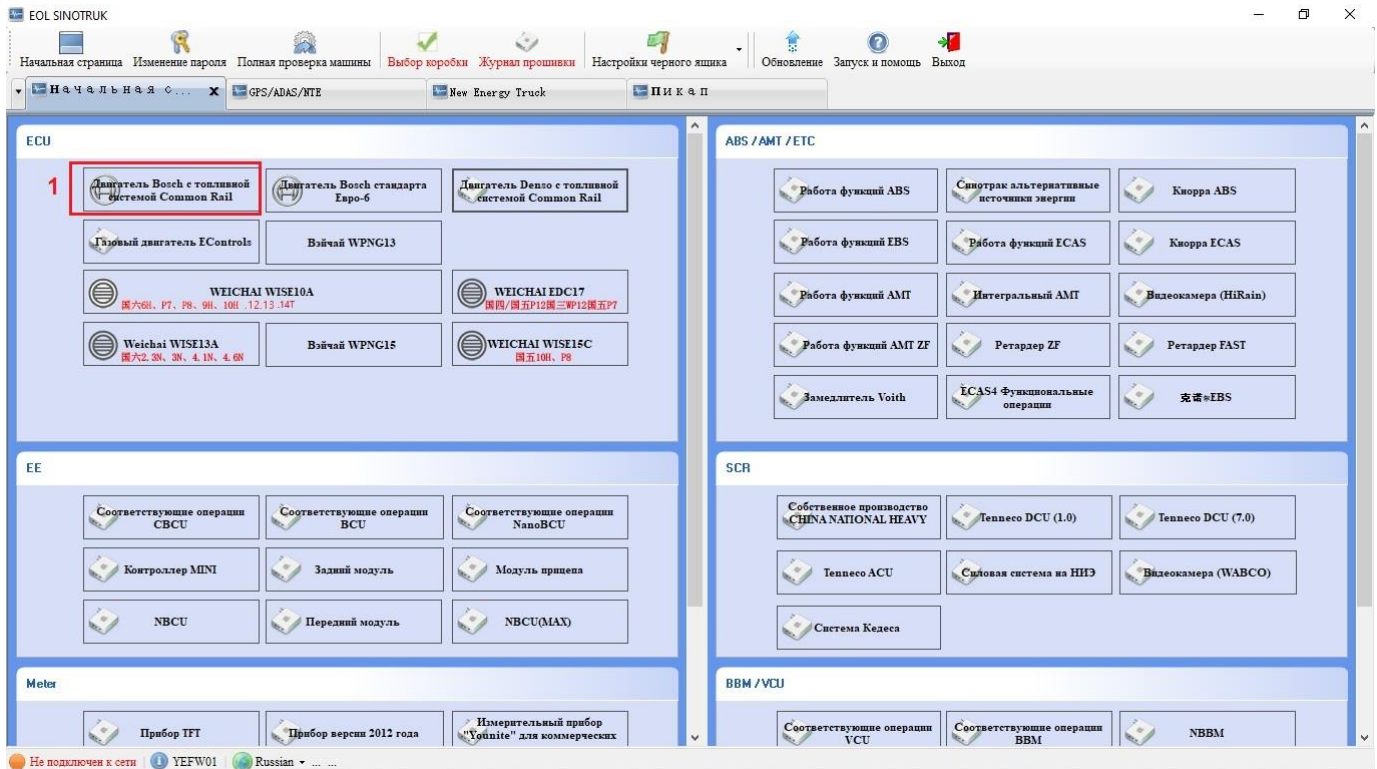 EOL SINOTRUK
Начальная страница Изменение пароля Полная проверка машины Выбор коробки Журнал прошивки Настройки черного ящика Обновление Запуск и помощь Выход
Начальная с... X GPS/ADAS/NTE New Energy Truck Пикап
ECU
1
Двигатель Bosch с топливной
системой Common Rail
Двигатель Bosch стандарта
Евро-6
Двигатель Denso с топливной
системой Common Rail
Газовый двигатель EControls
Вэйчай WPNG13
WEICHAI WISE10A
国六6H、P7、P8、9H、10H .12.13.14T
WEICHAI EDC17
国四/国五P12国三WP12国五P7
Weichai WISE13A
国六2.3N、3N、4.1N、4.6N
Вэйчай WPNG15
WEICHAI WISE15C
国五10H、P8
ABS / AMT / ETC
Работа функций ABS
Синотрак альтернативные
источники энергии
Кнорра ABS
Работа функций EBS
Работа функций ECAS
Кнорра ECAS
Работа функций AMT
Интегральный AMT
Видеокамера (HiRain)
Работа функций AMT ZF
Ретардер ZF
Ретардер FAST
Замедлитель Voith
ECAS4 Функциональные
операции
克诺尔EBS
EE
Соответствующие операции
CBCU
Соответствующие операции
BCU
Соответствующие операции
NanoBCU
Контроллер MINI
Задний модуль
Модуль прицепа
NBCU
Передний модуль
NBCU(MAX)
SCR
Собственное производство
CHINA NATIONAL HEAVY
Tenneco DCU (1.0)
Tenneco DCU (7.0)
Tenneco ACU
Силовая система на НИЭ
Видеокамера (WABCO)
Система Кедеса
Meter
Прибор TFT
Прибор версии 2012 года
Измерительный прибор
"Younite" для коммерческих
BBM / VCU
Соответствующие операции
VCU
Соответствующие операции
BBM
NBBM
Не подключен к сети YEFW01 Russian ... ...